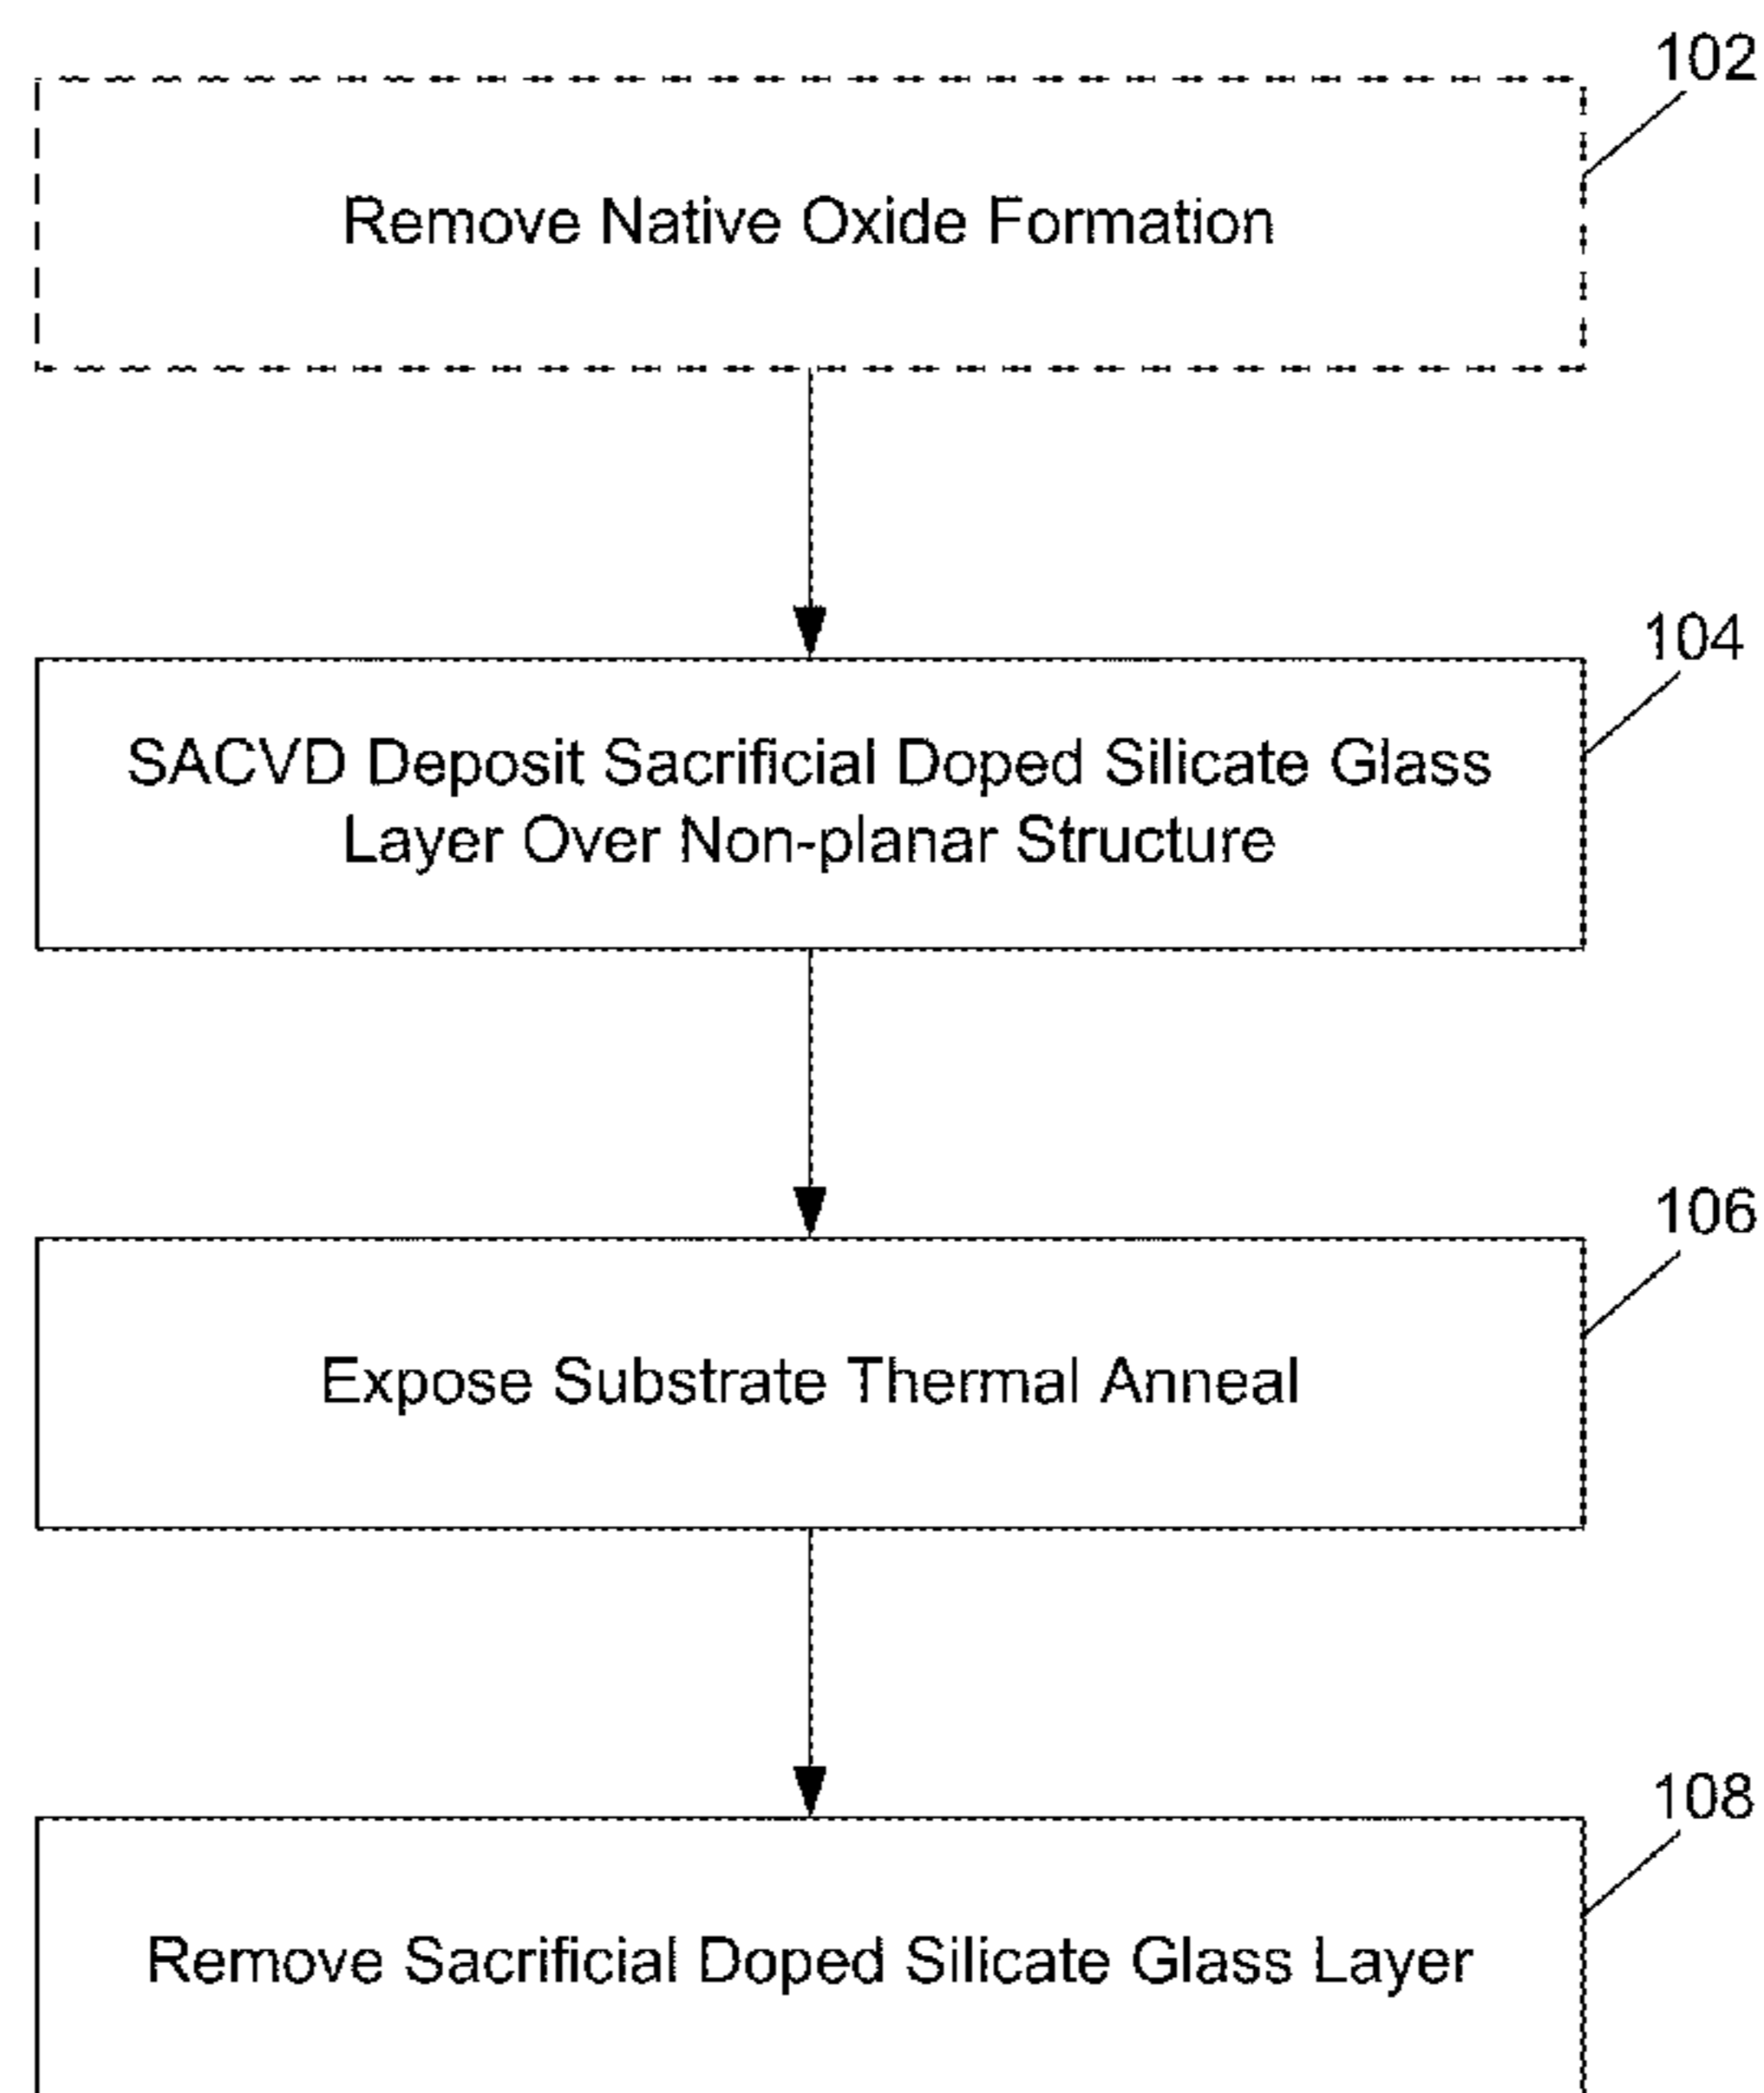 102
Remove Native Oxide Formation
104
SACVD Deposit Sacrificial Doped Silicate Glass
Layer Over Non-planar Structure
106
Expose Substrate Thermal Anneal
108
Remove Sacrificial Doped Silicate Glass Layer